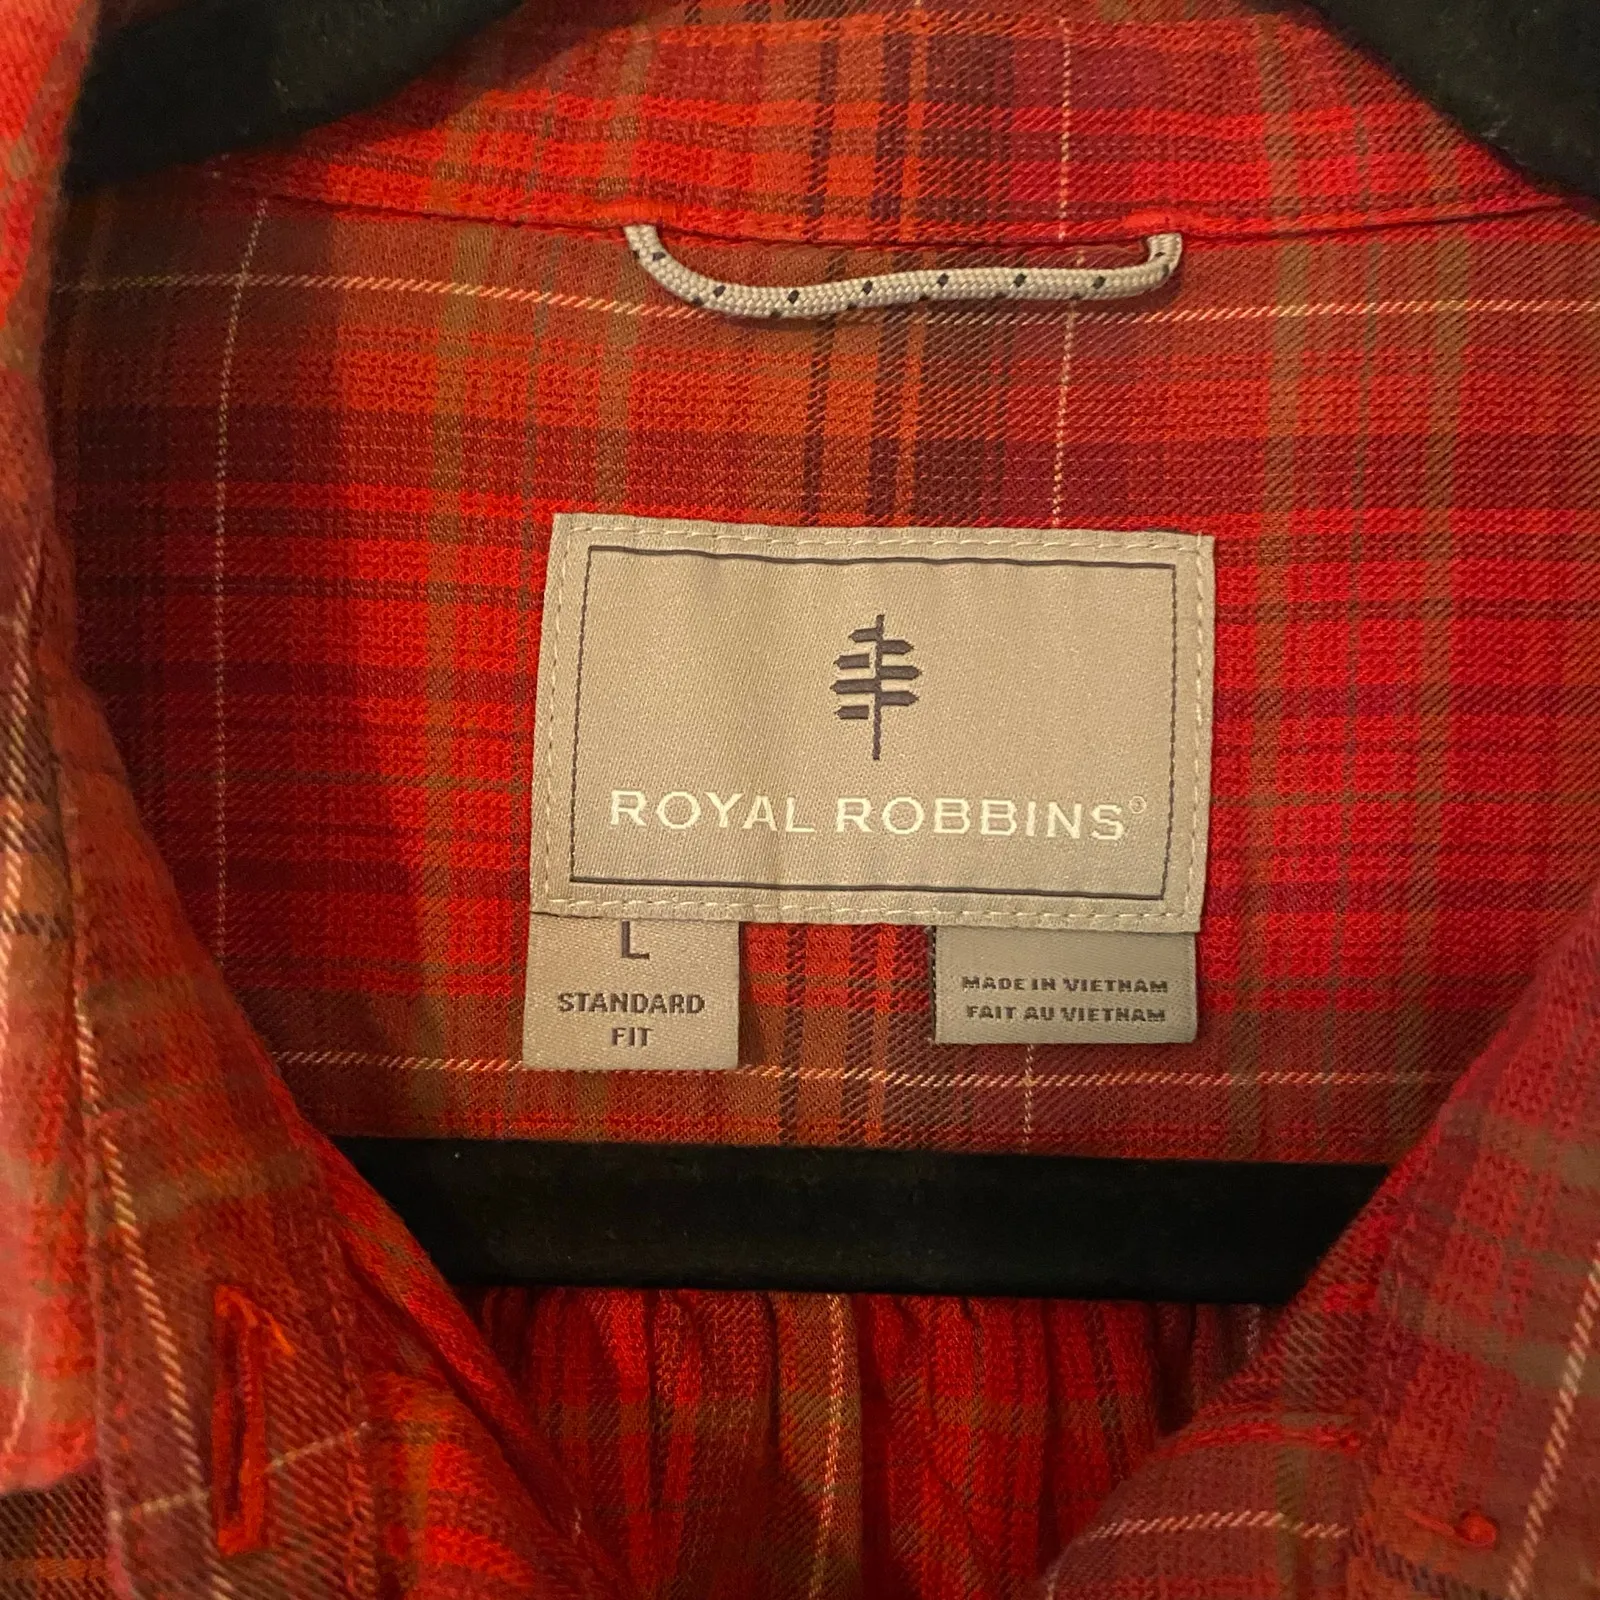 ROYAL ROBBINS®
L
STANDARD
FIT
MADE IN VIETNAM
FAIT AU VIETNAM